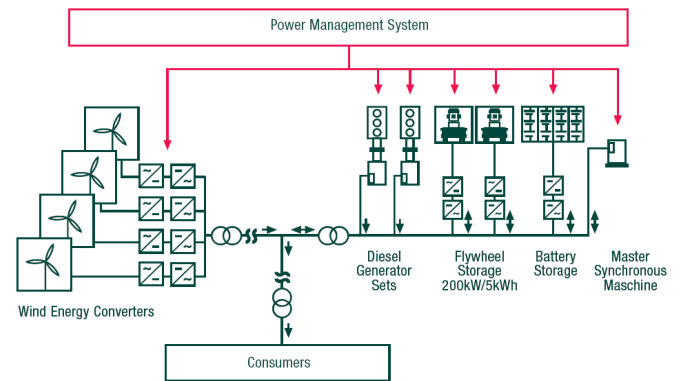 Power Management System
Diesel
Generator
Sets
Flywheel
Storage
200kW/5kWh
Battery
Storage
Master
Synchronous
Maschine
Wind Energy Converters
Consumers